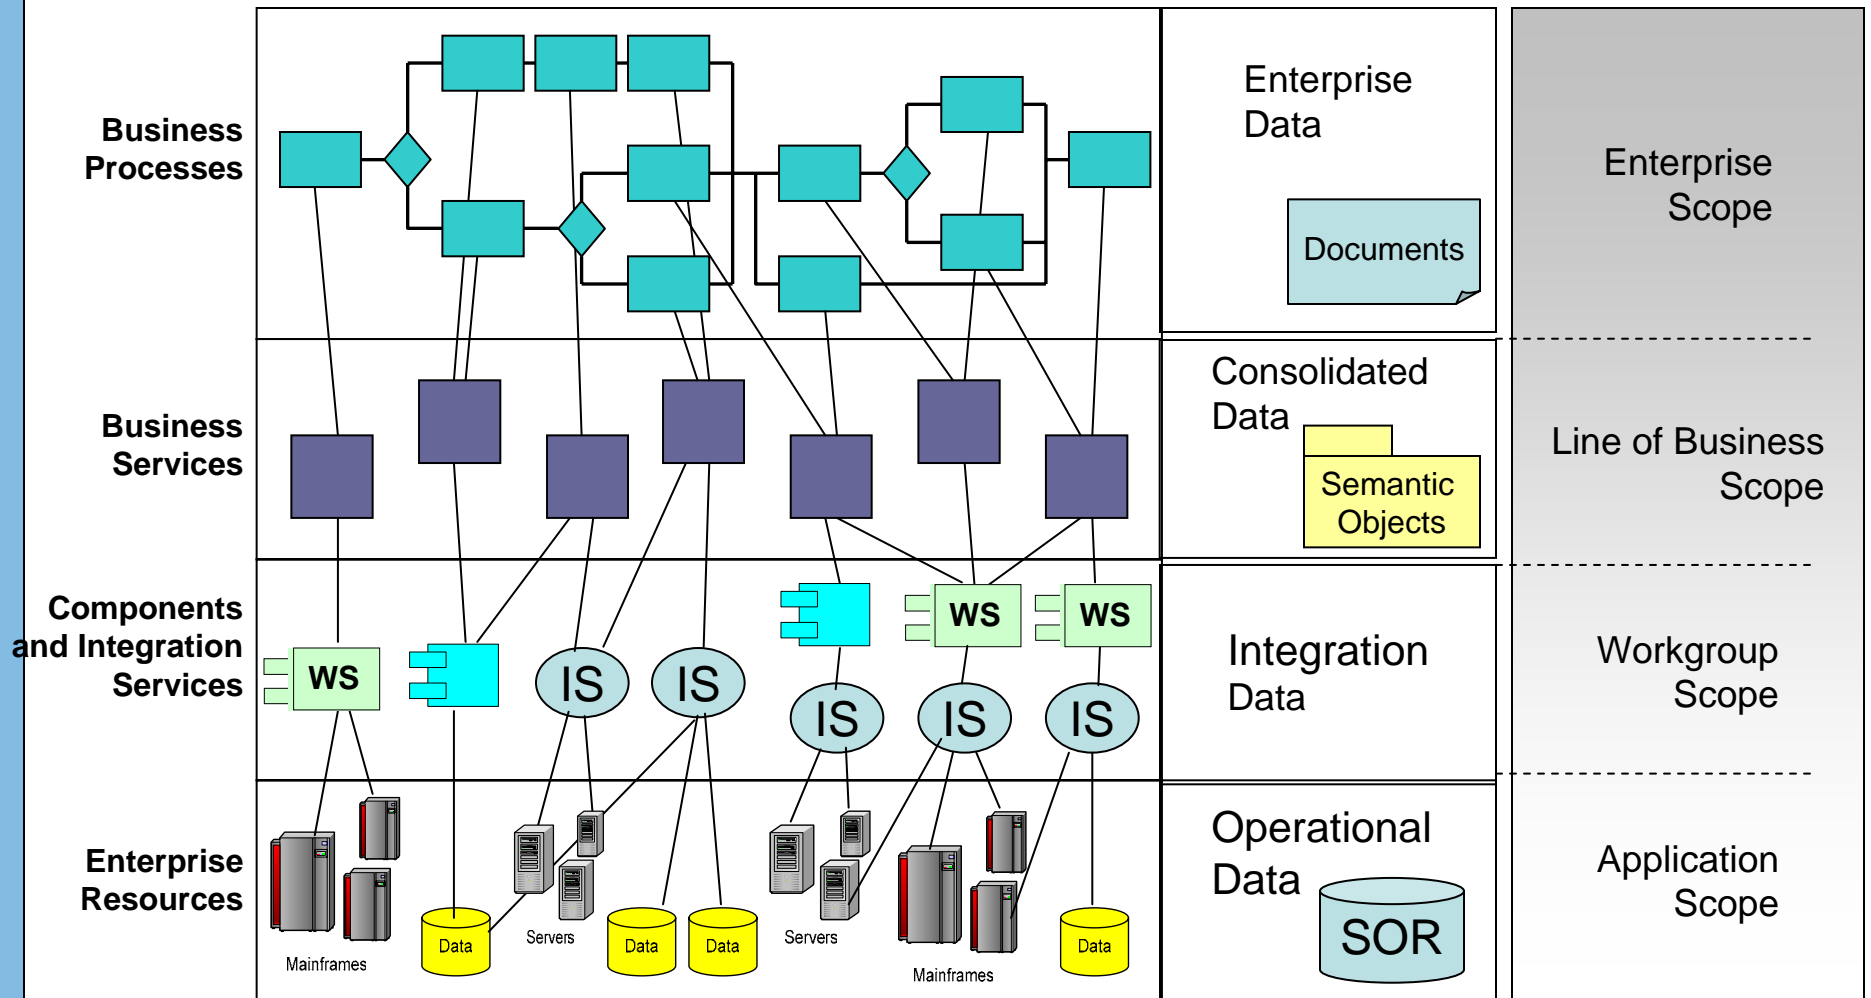 Business
Processes
Enterprise
Data
Documents
Enterprise
Scope
Business
Services
Consolidated
Data
Semantic
Objects
Line of Business
Scope
Components
and Integration
Services
WS
IS
IS
IS
WS
IS
WS
IS
Integration
Data
Workgroup
Scope
Enterprise
Resources
Mainframes
Data
Servers
Data
Data
Servers
Mainframes
Data
Operational
Data
SOR
Application
Scope